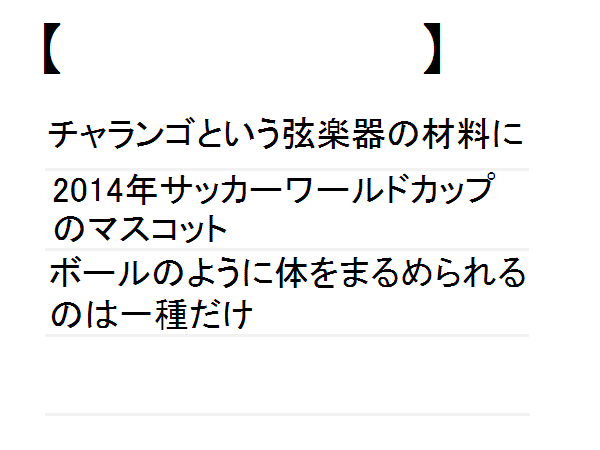 【　　　　　　　　　　】
チャランゴという弦楽器の材料に
2014年サッカーワールドカップ
のマスコット
ボールのように体をまるめられる
のは一種だけ